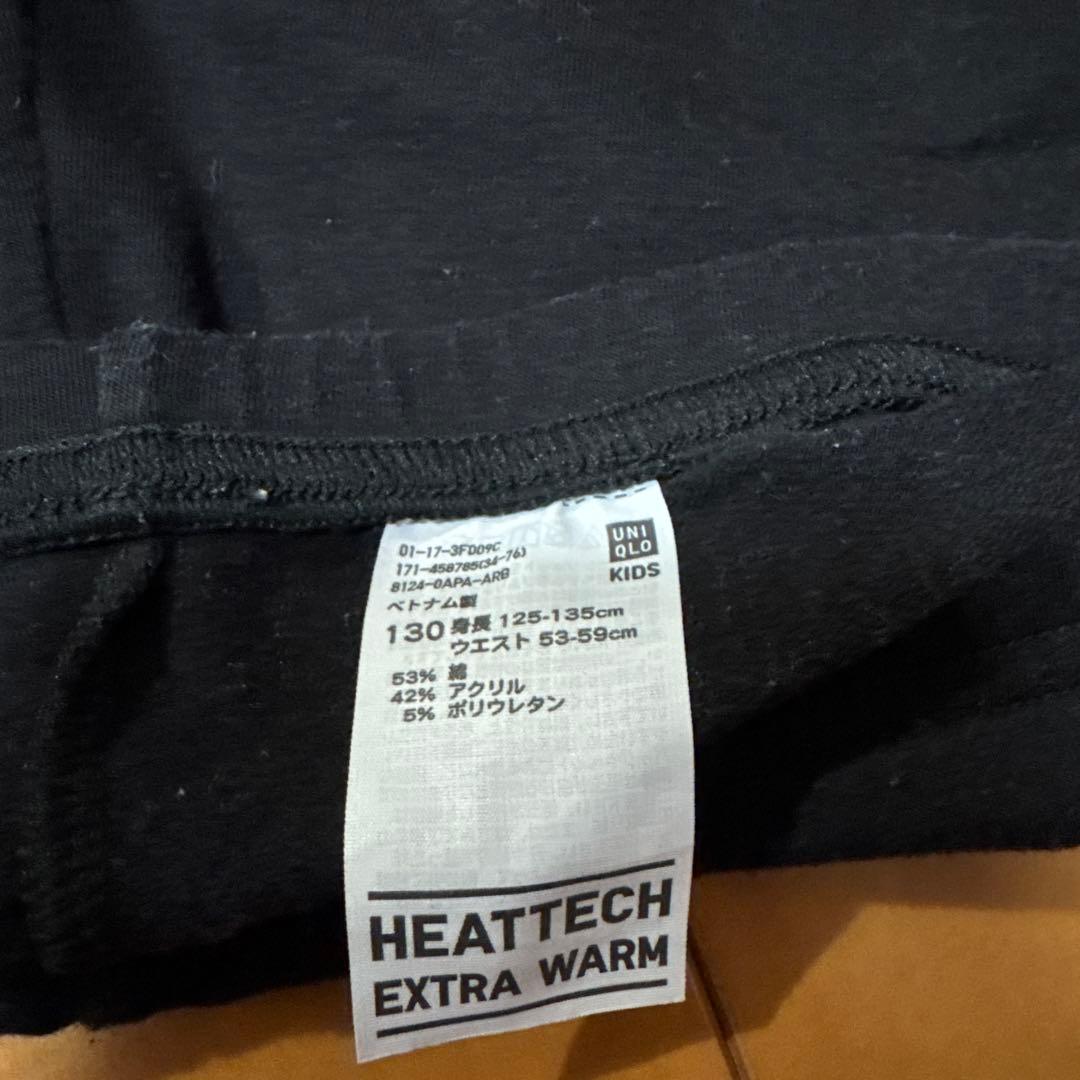 01-17-3F009C
171-458785(34-76)
8124-0APA-ARB
ベトナム製
UNI
QLO
KIDS
130 身長 125-135cm
ウエスト 53-59cm
53% 綿
42% アクリル
5% ポリウレタン
HEATTECH
EXTRA WARM